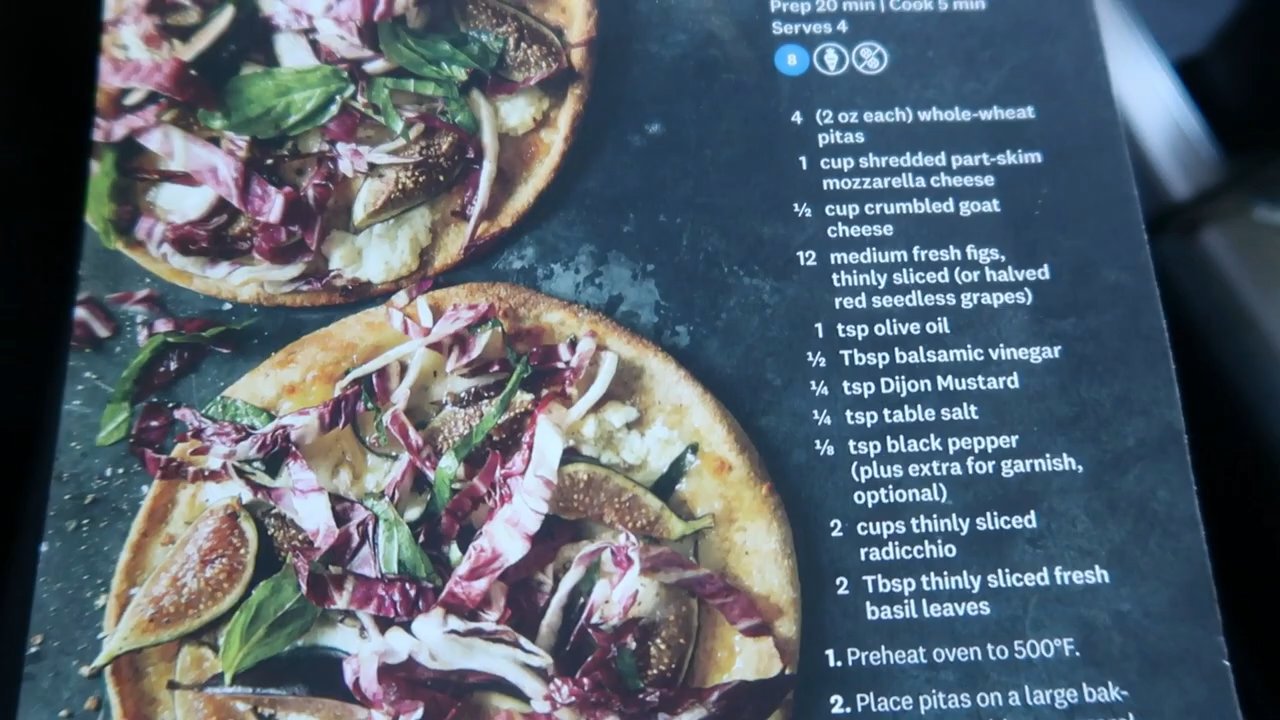 Prep 20 min | Cook 5 min
Serves 4
8
4 (2 oz each) whole-wheat
pitas
1 cup shredded part-skim
mozzarella cheese
½ cup crumbled goat
cheese
12 medium fresh figs,
thinly sliced (or halved
red seedless grapes)
1 tsp olive oil
½ Tbsp balsamic vinegar
¼ tsp Dijon Mustard
¼ tsp table salt
⅛ tsp black pepper
(plus extra for garnish,
optional)
2 cups thinly sliced
radicchio
2 Tbsp thinly sliced fresh
basil leaves
1. Preheat oven to 500°F.
2. Place pitas on a large bak-